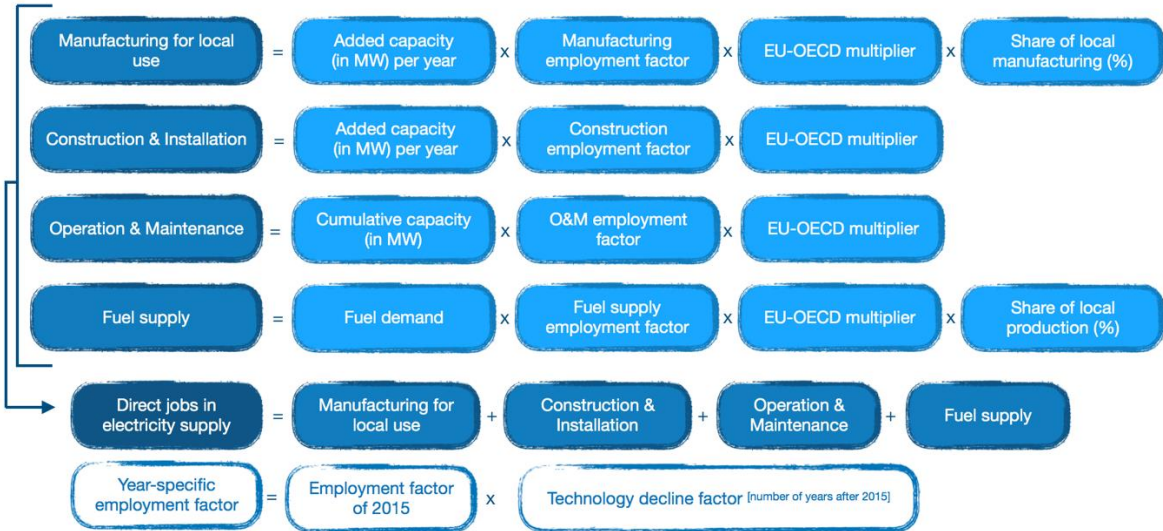 Manufacturing for local use = Added capacity (in MW) per year x Manufacturing employment factor x EU-OECD multiplier x Share of local manufacturing (%)
Construction & Installation = Added capacity (in MW) per year x Construction employment factor x EU-OECD multiplier
Operation & Maintenance = Cumulative capacity (in MW) x O&M employment factor x EU-OECD multiplier
Fuel supply = Fuel demand x Fuel supply employment factor x EU-OECD multiplier x Share of local production (%)
Direct jobs in electricity supply = Manufacturing for local use + Construction & Installation + Operation & Maintenance + Fuel supply
Year-specific employment factor = Employment factor of 2015 x Technology decline factor [number of years after 2015]